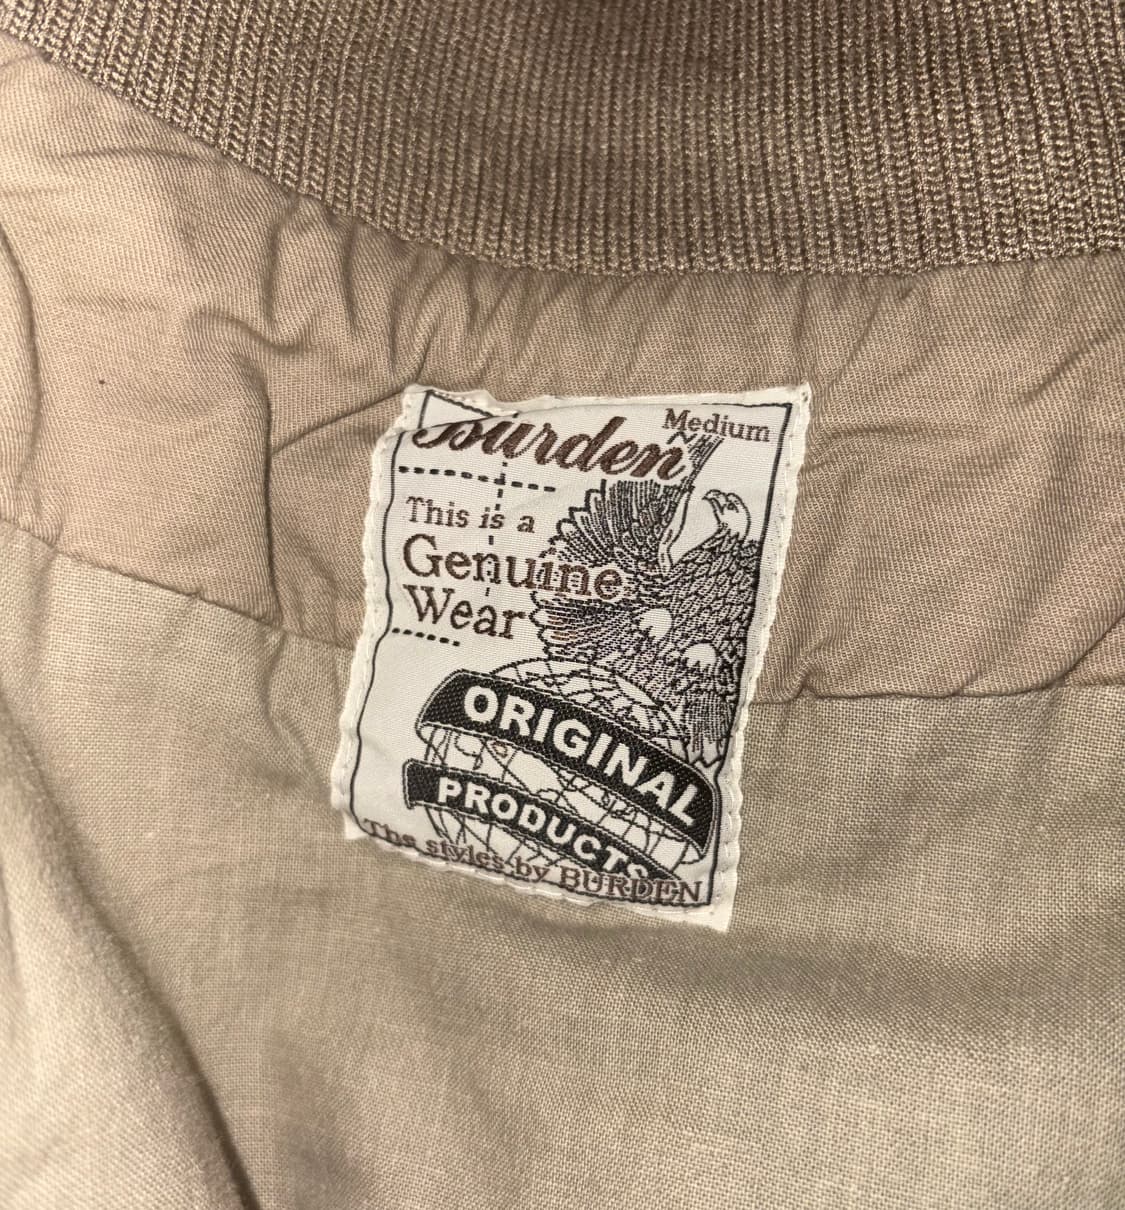 Burden
Medium
This is a
Genuine
Wear
ORIGINAL
PRODUCTS
The styles by BURDEN